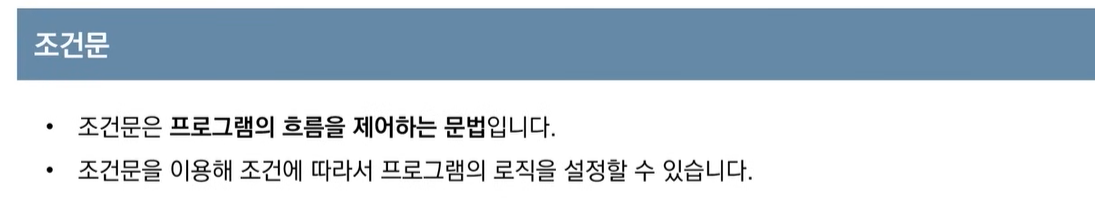 조건문
• 조건문은 프로그램의 흐름을 제어하는 문법입니다.
• 조건문을 이용해 조건에 따라서 프로그램의 로직을 설정할 수 있습니다.